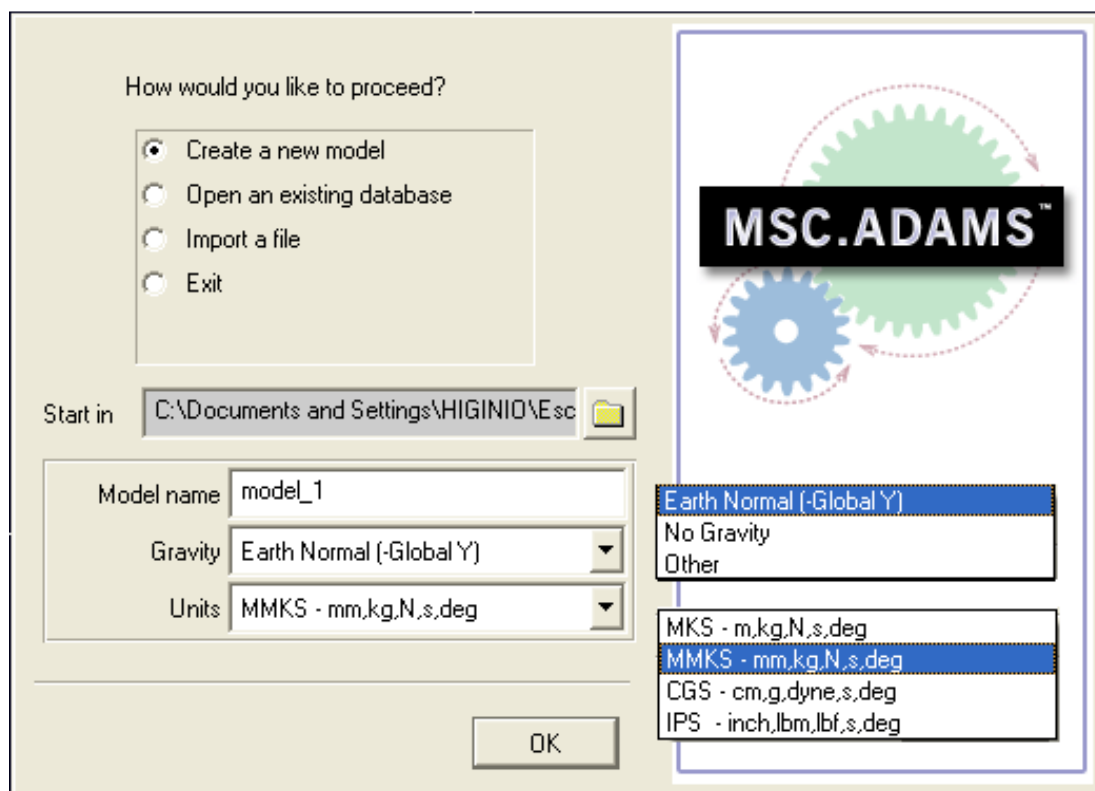 How would you like to proceed?
Create a new model
Open an existing database
Import a file
Exit
MSC.ADAMS™
Start in C:\Documents and Settings\HIGINIO\Esc
Model name model_1
Gravity Earth Normal (-Global Y)
Units MMKS - mm,kg,N,s,deg
Earth Normal (-Global Y)
No Gravity
Other
MKS - m,kg,N,s,deg
MMKS - mm,kg,N,s,deg
CGS - cm,g,dyne,s,deg
IPS - inch,lbm,lbf,s,deg
OK